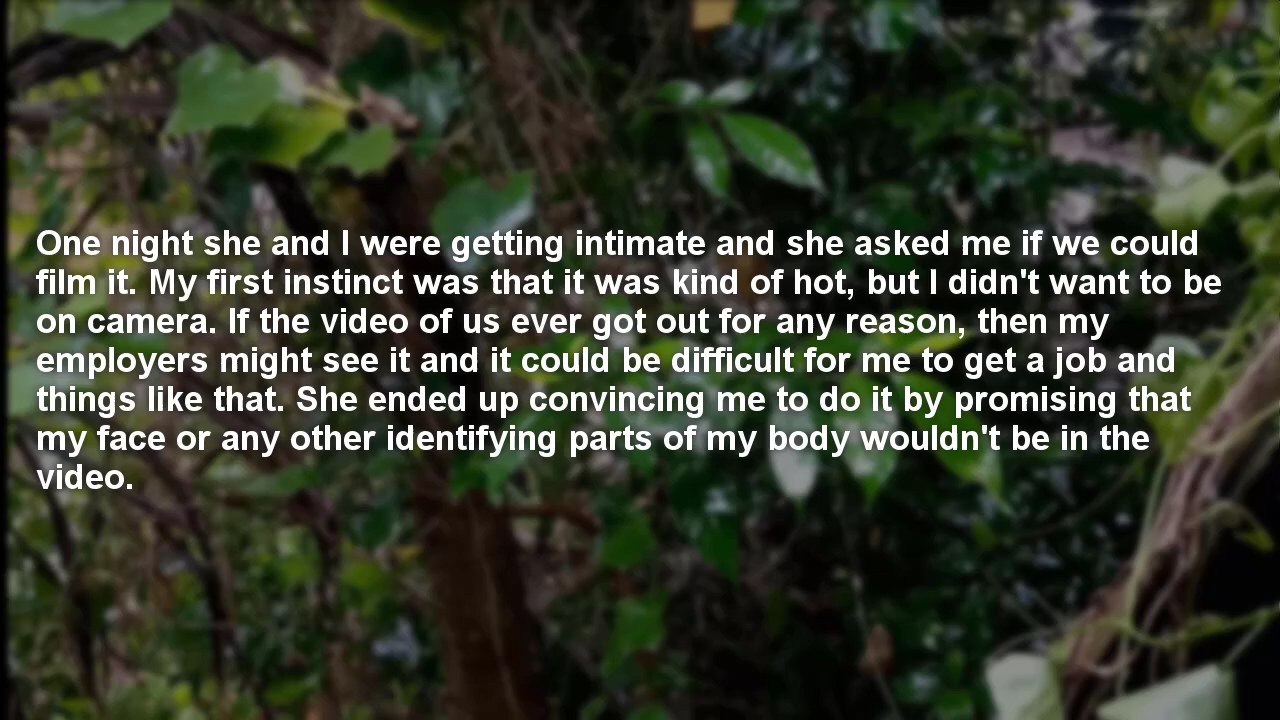 One night she and I were getting intimate and she asked me if we could
film it. My first instinct was that it was kind of hot, but I didn't want to be
on camera. If the video of us ever got out for any reason, then my
employers might see it and it could be difficult for me to get a job and
things like that. She ended up convincing me to do it by promising that
my face or any other identifying parts of my body wouldn't be in the
video.